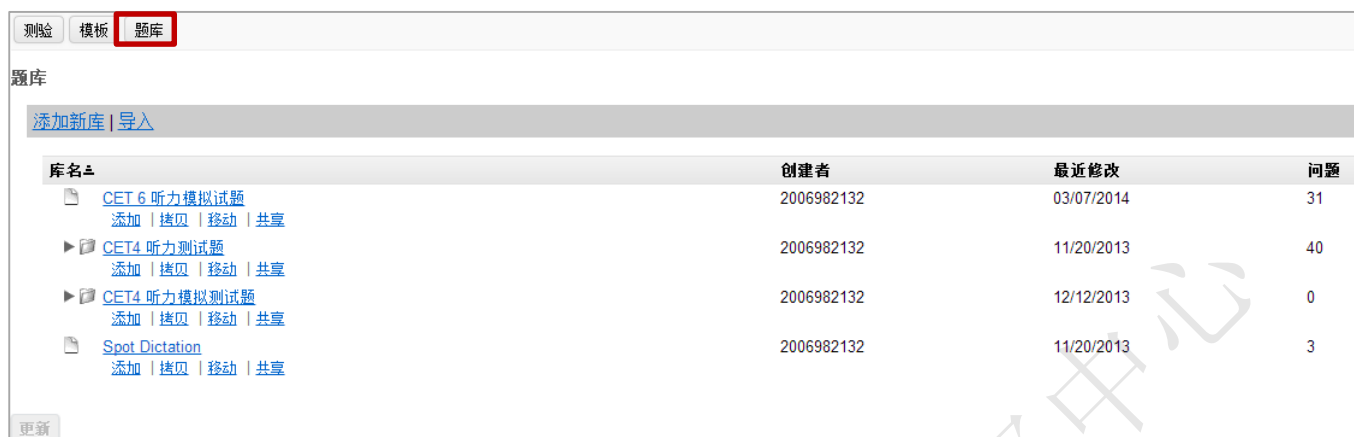 测验 模板 题库
题库
添加新库 | 导入
库名 创建者 最近修改 问题
CET 6 听力模拟试题 2006982132 03/07/2014 31
添加 | 拷贝 | 移动 | 共享
CET4 听力测试题 2006982132 11/20/2013 40
添加 | 拷贝 | 移动 | 共享
CET4 听力模拟测试题 2006982132 12/12/2013 0
添加 | 拷贝 | 移动 | 共享
Spot Dictation 2006982132 11/20/2013 3
添加 | 拷贝 | 移动 | 共享
更新
中心